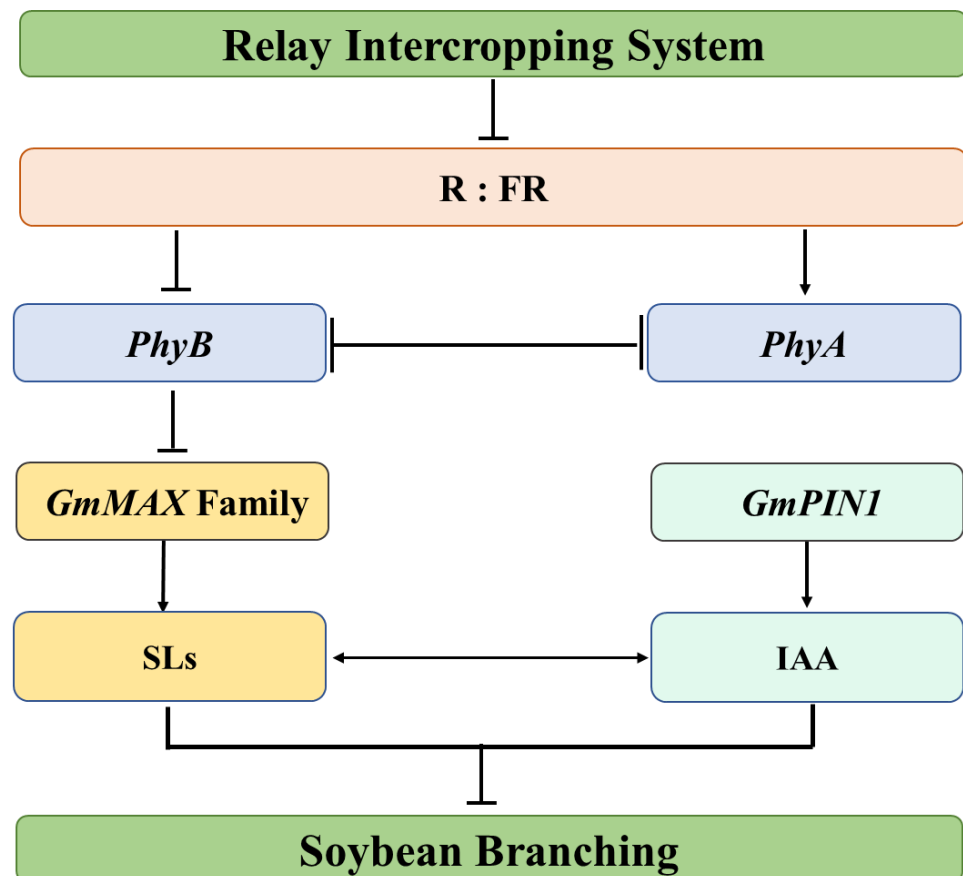 Relay Intercropping System
R : FR
PhyB
PhyA
GmMAX Family
GmPIN1
SLs
IAA
Soybean Branching